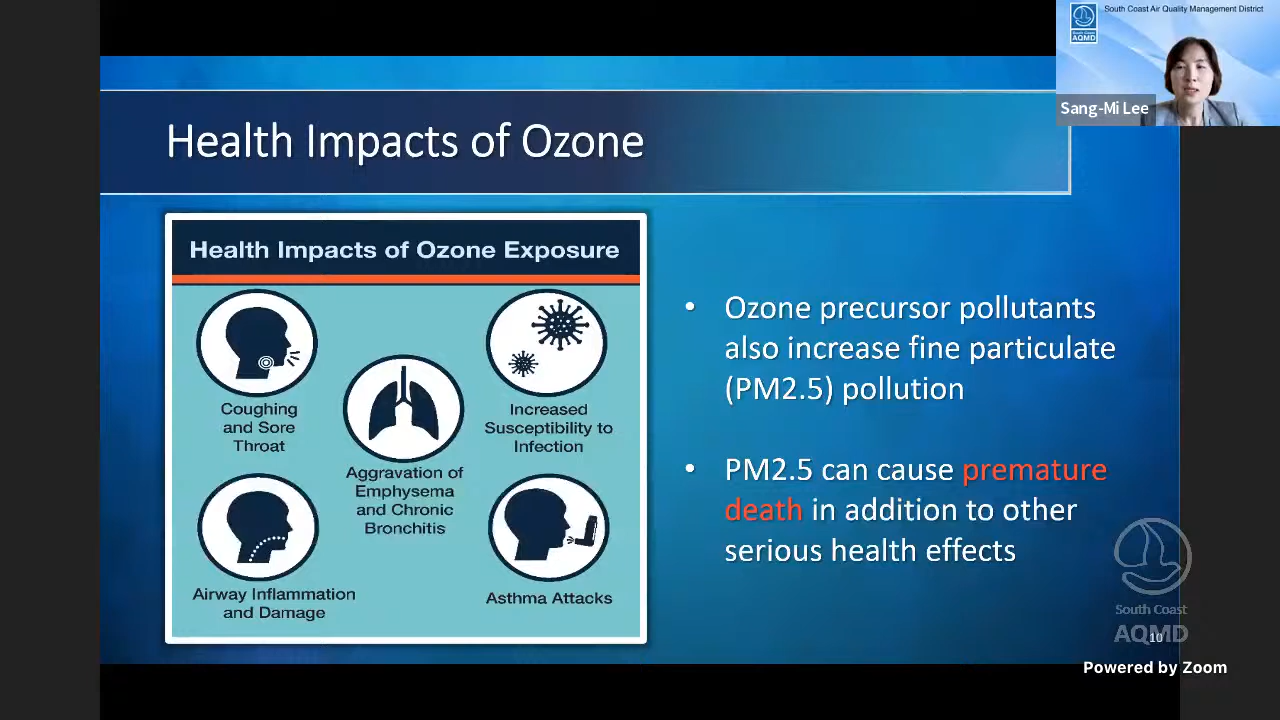 South Coast Air Quality Management District
South Coast
AQMD
Sang-Mi Lee
Health Impacts of Ozone
Health Impacts of Ozone Exposure
Coughing
and Sore
Throat
Increased
Susceptibility to
Infection
Aggravation of
Emphysema
and Chronic
Bronchitis
Airway Inflammation
and Damage
Asthma Attacks
• Ozone precursor pollutants
also increase fine particulate
(PM2.5) pollution
• PM2.5 can cause premature
death in addition to other
serious health effects
South Coast
AQMD
10
Powered by Zoom